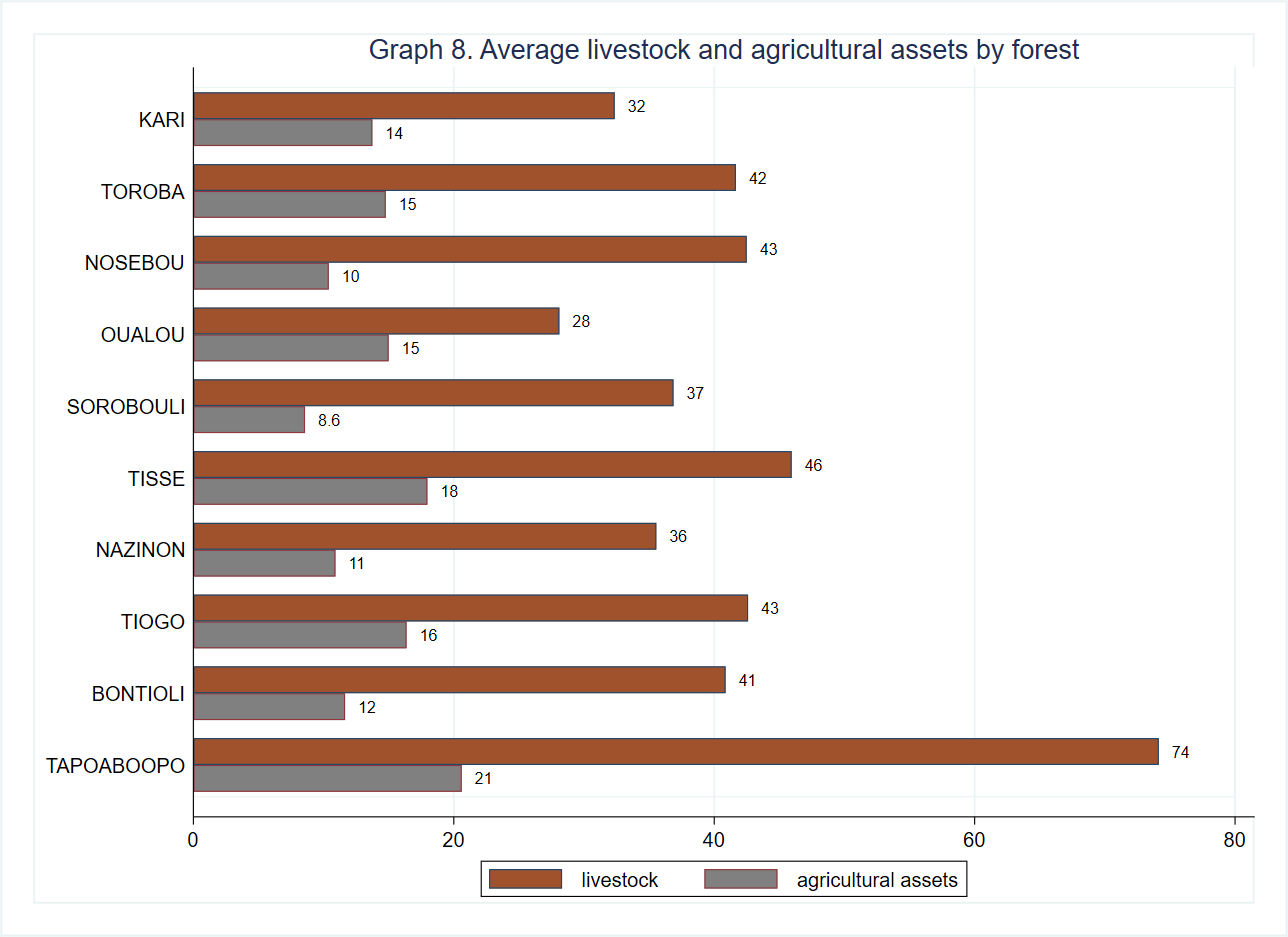 Graph 8. Average livestock and agricultural assets by forest
KARI
32
14
TOROBA
42
15
NOSEBOU
43
10
OUALOU
28
15
SOROBOULI
37
8.6
TISSE
46
18
NAZINON
36
11
TIOGO
43
16
BONTIOLI
41
12
TAPOABOOPO
74
21
0 20 40 60 80
livestock agricultural assets